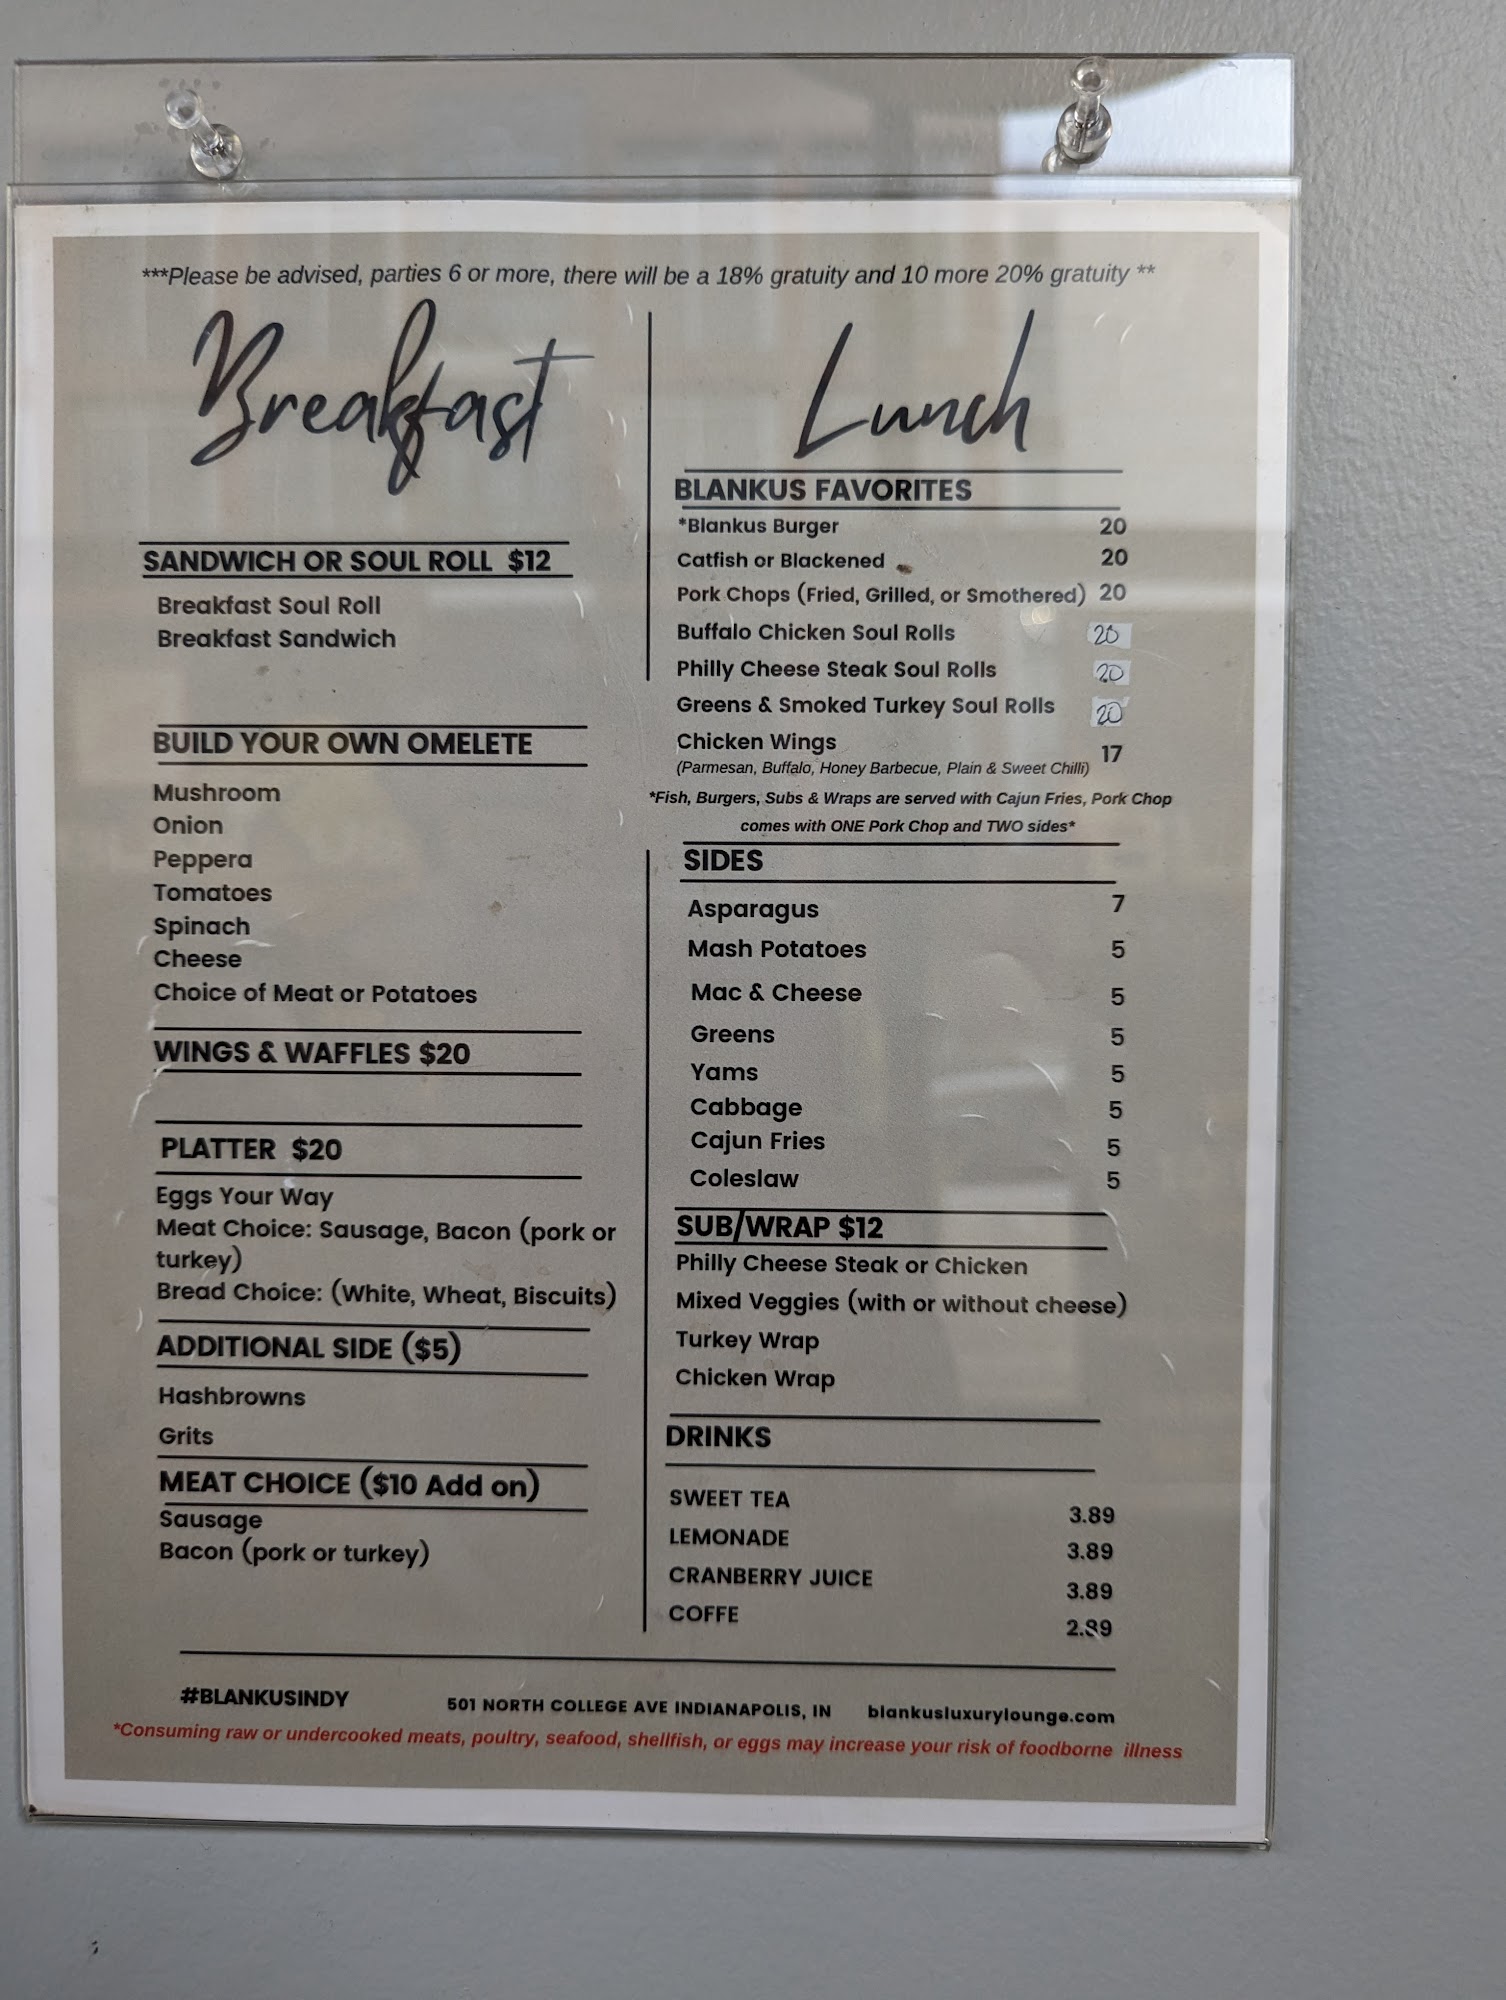 ***Please be advised, parties 6 or more, there will be a 18% gratuity and 10 more 20% gratuity **
Breakfast
SANDWICH OR SOUL ROLL $12
Breakfast Soul Roll
Breakfast Sandwich
BUILD YOUR OWN OMELETE
Mushroom
Onion
Peppera
Tomatoes
Spinach
Cheese
Choice of Meat or Potatoes
WINGS & WAFFLES $20
PLATTER $20
Eggs Your Way
Meat Choice: Sausage, Bacon (pork or
turkey)
Bread Choice: (White, Wheat, Biscuits)
ADDITIONAL SIDE ($5)
Hashbrowns
Grits
MEAT CHOICE ($10 Add on)
Sausage
Bacon (pork or turkey)
Lunch
BLANKUS FAVORITES
*Blankus Burger 20
Catfish or Blackened 20
Pork Chops (Fried, Grilled, or Smothered) 20
Buffalo Chicken Soul Rolls 20
Philly Cheese Steak Soul Rolls 20
Greens & Smoked Turkey Soul Rolls 20
Chicken Wings 17
(Parmesan, Buffalo, Honey Barbecue, Plain & Sweet Chilli)
*Fish, Burgers, Subs & Wraps are served with Cajun Fries, Pork Chop
comes with ONE Pork Chop and TWO sides*
SIDES
Asparagus 7
Mash Potatoes 5
Mac & Cheese 5
Greens 5
Yams 5
Cabbage 5
Cajun Fries 5
Coleslaw 5
SUB/WRAP $12
Philly Cheese Steak or Chicken
Mixed Veggies (with or without cheese)
Turkey Wrap
Chicken Wrap
DRINKS
SWEET TEA 3.89
LEMONADE 3.89
CRANBERRY JUICE 3.89
COFFE 2.89
#BLANKUSINDY 501 NORTH COLLEGE AVE INDIANAPOLIS, IN blankusluxurylounge.com
*Consuming raw or undercooked meats, poultry, seafood, shellfish, or eggs may increase your risk of foodborne illness